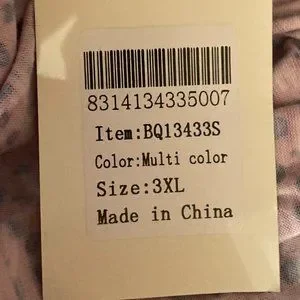 8314134335007
Item:BQ13433S
Color:Multi color
Size:3XL
Made in China